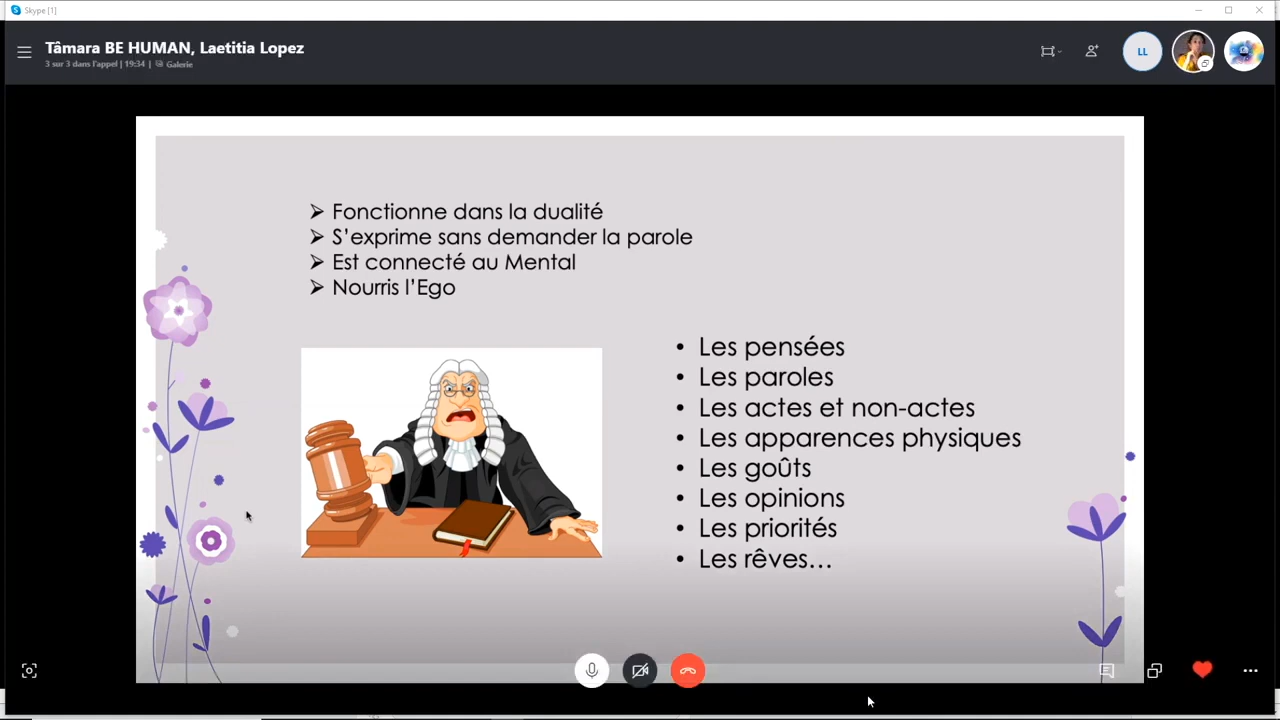 Skype [1]
Tâmara BE HUMAN, Laetitia Lopez
3 sur 3 dans l'appel | 19:34 | Galerie
LL
➢ Fonctionne dans la dualité
➢ S'exprime sans demander la parole
➢ Est connecté au Mental
➢ Nourris l'Ego
• Les pensées
• Les paroles
• Les actes et non-actes
• Les apparences physiques
• Les goûts
• Les opinions
• Les priorités
• Les rêves…